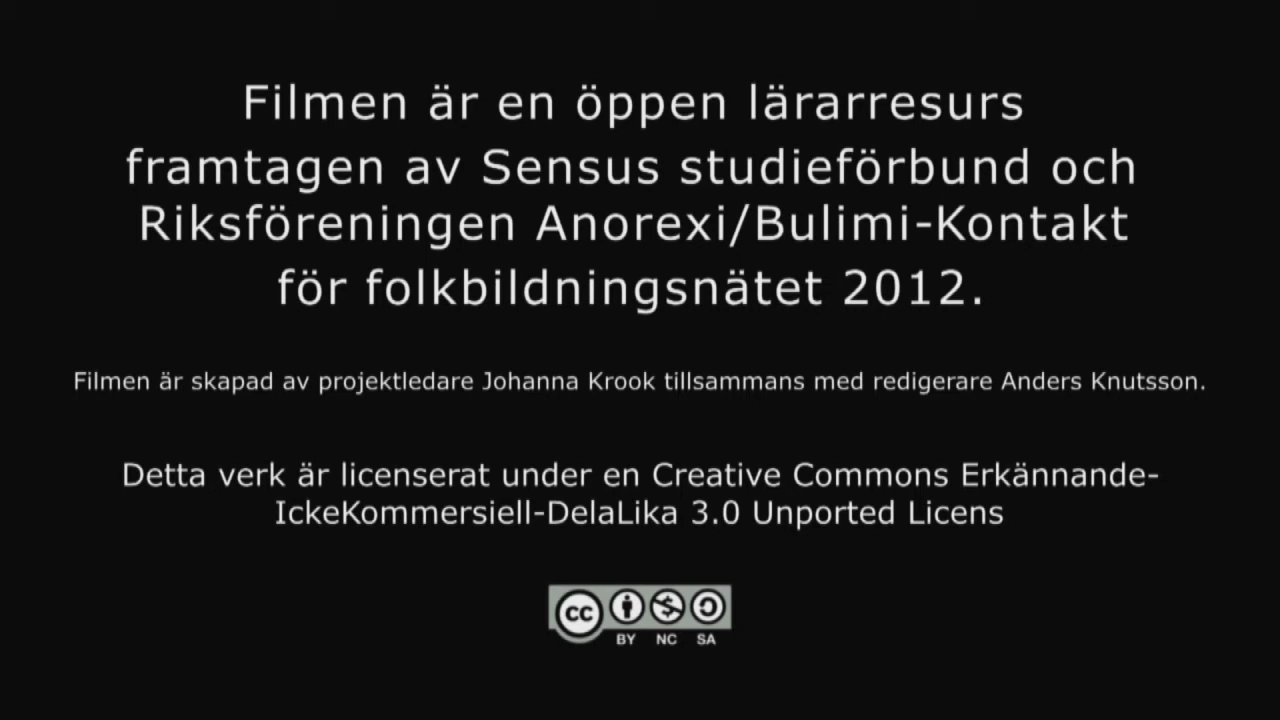 Filmen är en öppen lärarresurs
framtagen av Sensus studieförbund och
Riksföreningen Anorexi/Bulimi-Kontakt
för folkbildningsnätet 2012.
Filmen är skapad av projektledare Johanna Krook tillsammans med redigerare Anders Knutsson.
Detta verk är licenserat under en Creative Commons Erkännande-
IckeKommersiell-DelaLika 3.0 Unported Licens
cc
BY NC SA